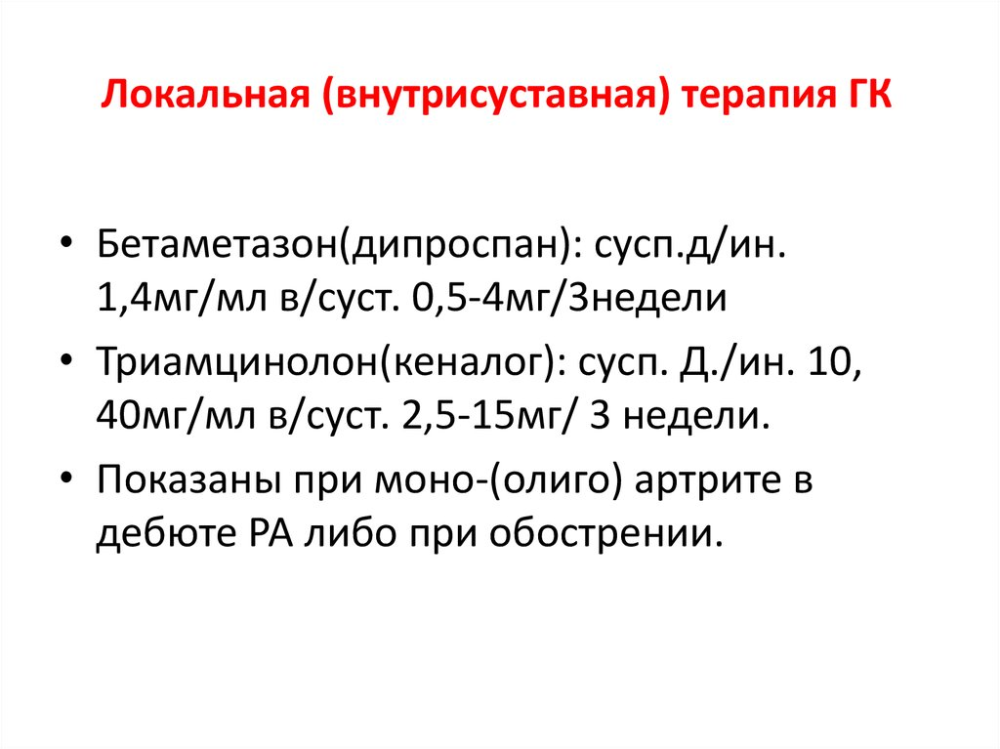 Локальная (внутрисуставная) терапия ГК
• Бетаметазон(дипроспан): сусп.д/ин.
1,4мг/мл в/суст. 0,5-4мг/3недели
• Триамцинолон(кеналог): сусп. Д./ин. 10,
40мг/мл в/суст. 2,5-15мг/ 3 недели.
• Показаны при моно-(олиго) артрите в
дебюте РА либо при обострении.